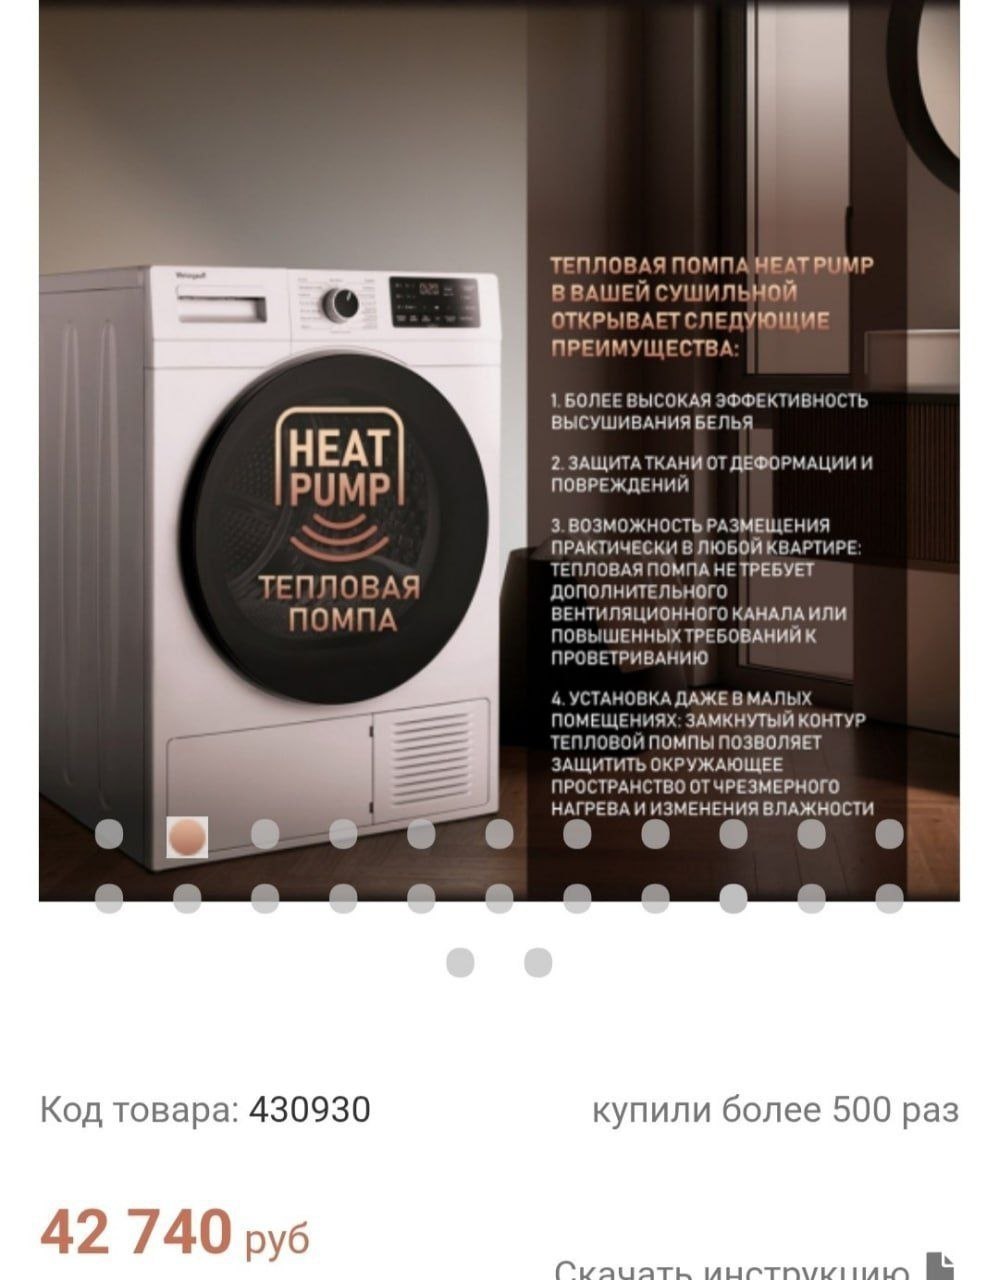 Weissgauff
HEAT
PUMP
ТЕПЛОВАЯ
ПОМПА
ТЕПЛОВАЯ ПОМПА HEAT PUMP
В ВАШЕЙ СУШИЛЬНОЙ
ОТКРЫВАЕТ СЛЕДУЮЩИЕ
ПРЕИМУЩЕСТВА:
1. БОЛЕЕ ВЫСОКАЯ ЭФФЕКТИВНОСТЬ
ВЫСУШИВАНИЯ БЕЛЬЯ
2. ЗАЩИТА ТКАНИ ОТ ДЕФОРМАЦИИ И
ПОВРЕЖДЕНИЙ
3. ВОЗМОЖНОСТЬ РАЗМЕЩЕНИЯ
ПРАКТИЧЕСКИ В ЛЮБОЙ КВАРТИРЕ:
ТЕПЛОВАЯ ПОМПА НЕ ТРЕБУЕТ
ДОПОЛНИТЕЛЬНОГО
ВЕНТИЛЯЦИОННОГО КАНАЛА ИЛИ
ПОВЫШЕННЫХ ТРЕБОВАНИЙ К
ПРОВЕТРИВАНИЮ
4. УСТАНОВКА ДАЖЕ В МАЛЫХ
ПОМЕЩЕНИЯХ: ЗАМКНУТЫЙ КОНТУР
ТЕПЛОВОЙ ПОМПЫ ПОЗВОЛЯЕТ
ЗАЩИТИТЬ ОКРУЖАЮЩЕЕ
ПРОСТРАНСТВО ОТ ЧРЕЗМЕРНОГО
НАГРЕВА И ИЗМЕНЕНИЯ ВЛАЖНОСТИ
Код товара: 430930
купили более 500 раз
42 740 руб
Скачать инструкцию